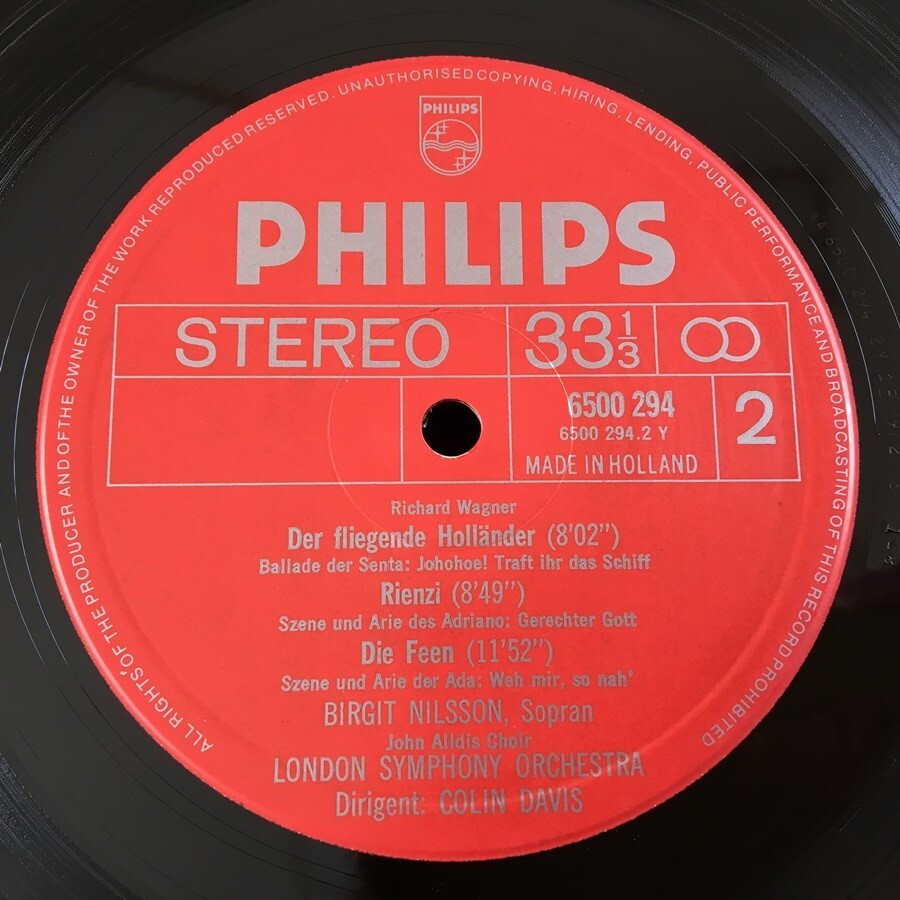 ALL RIGHTS OF THE PRODUCER AND OF THE OWNER OF THE WORK REPRODUCED RESERVED. UNAUTHORISED COPYING, HIRING, LENDING, PUBLIC PERFORMANCE AND BROADCASTING OF THIS RECORD PROHIBITED
PHILIPS
PHILIPS
STEREO 33 1/3
6500 294
6500 294.2 Y
2
MADE IN HOLLAND
Richard Wagner
Der fliegende Holländer (8'02")
Ballade der Senta: Johohoe! Traft ihr das Schiff
Rienzi (8'49")
Szene und Arie des Adriano: Gerechter Gott
Die Feen (11'52")
Szene und Arie der Ada: Weh mir, so nah'
BIRGIT NILSSON, Sopran
John Alldis Choir
LONDON SYMPHONY ORCHESTRA
Dirigent: COLIN DAVIS